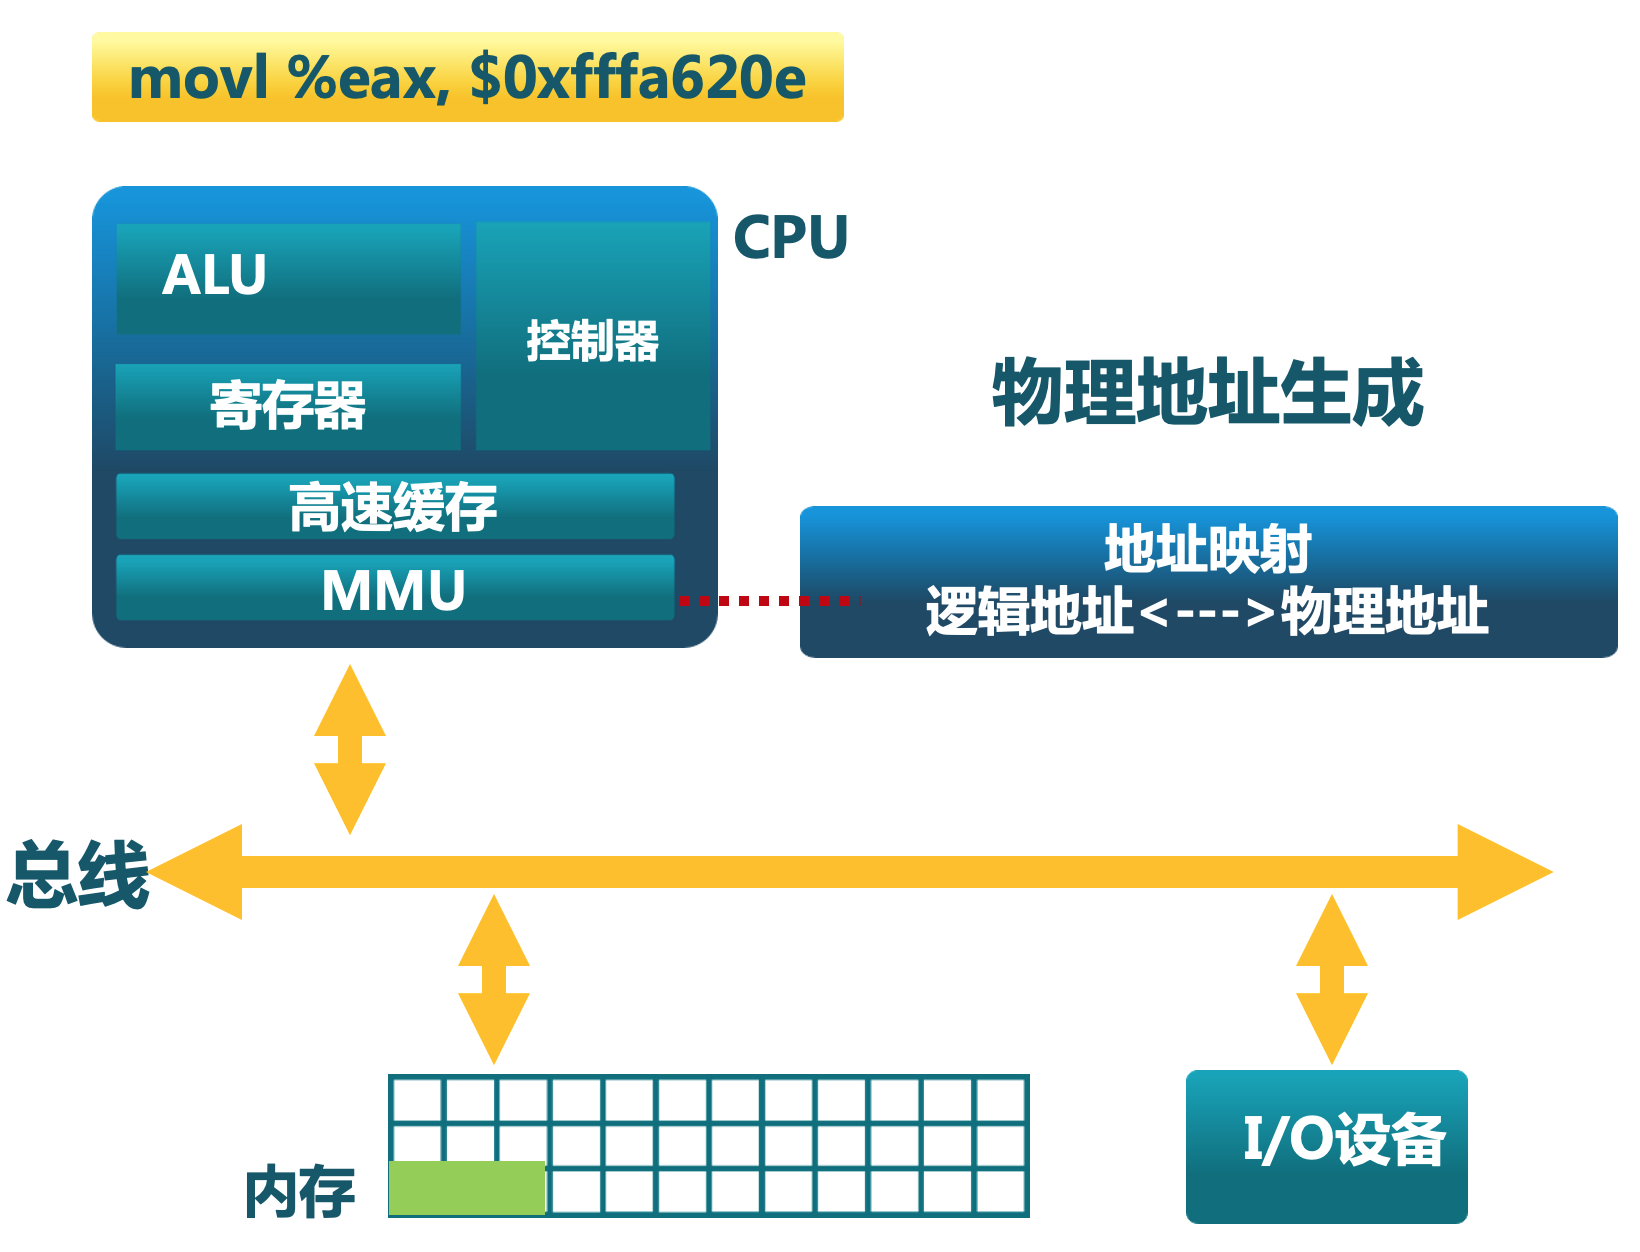 movl %eax, $0xfffa620e
CPU
ALU
控制器
寄存器
高速缓存
MMU
物理地址生成
地址映射
逻辑地址<--->物理地址
总线
内存
I/O设备